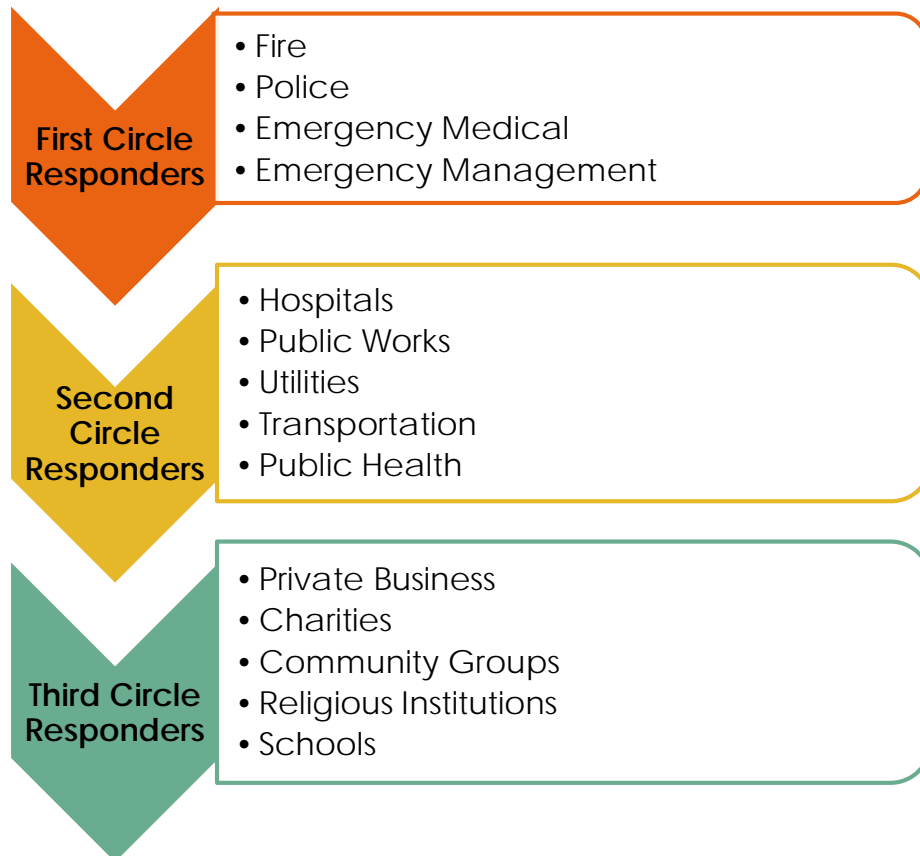 First Circle
Responders
• Fire
• Police
• Emergency Medical
• Emergency Management
Second
Circle
Responders
• Hospitals
• Public Works
• Utilities
• Transportation
• Public Health
Third Circle
Responders
• Private Business
• Charities
• Community Groups
• Religious Institutions
• Schools